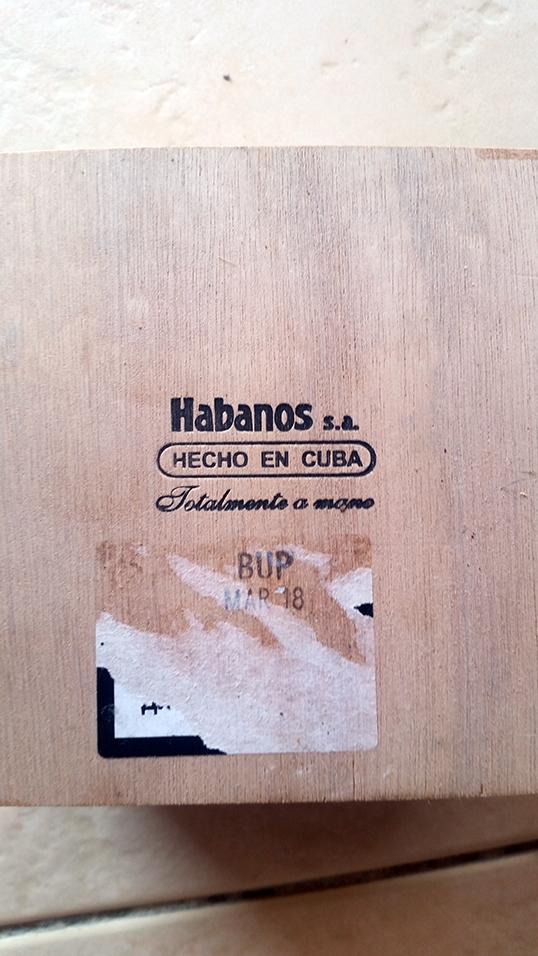 Habanos s.a.
HECHO EN CUBA
Totalmente a mano
BUP
MAR 18